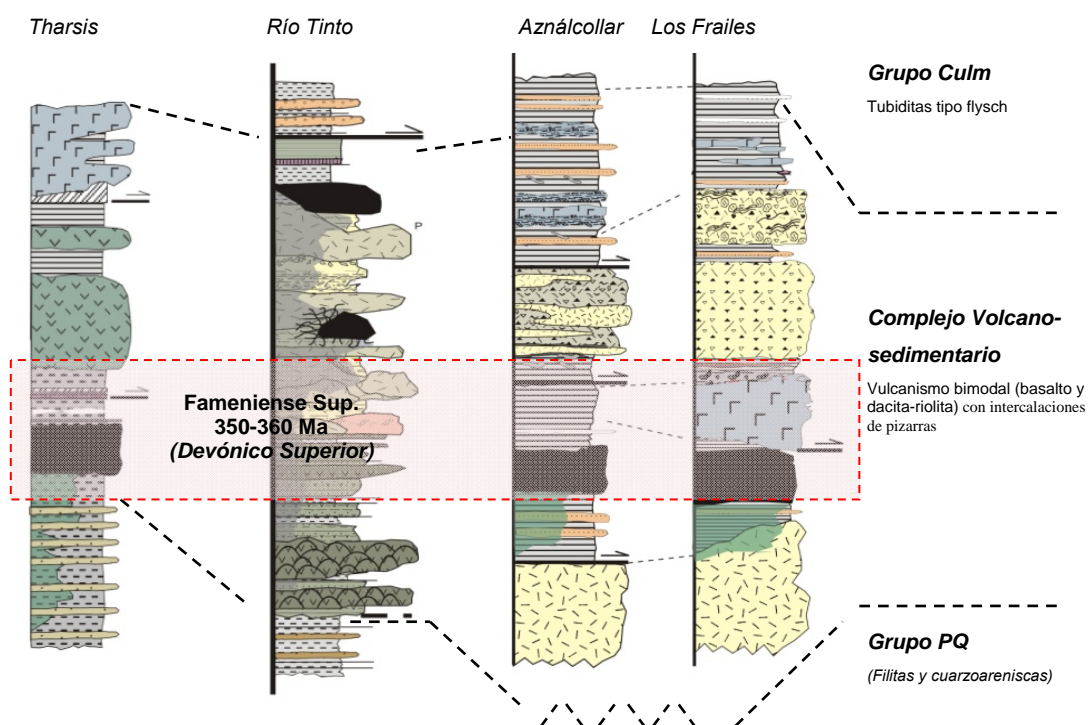 Tharsis
Río Tinto
Aználcollar
Los Frailes
Grupo Culm
Tubiditas tipo flysch
P
Complejo Volcano-
sedimentario
Vulcanismo bimodal (basalto y
dacita-riolita) con intercalaciones
de pizarras
Fameniense Sup.
350-360 Ma
(Devónico Superior)
Grupo PQ
(Filitas y cuarzoareniscas)